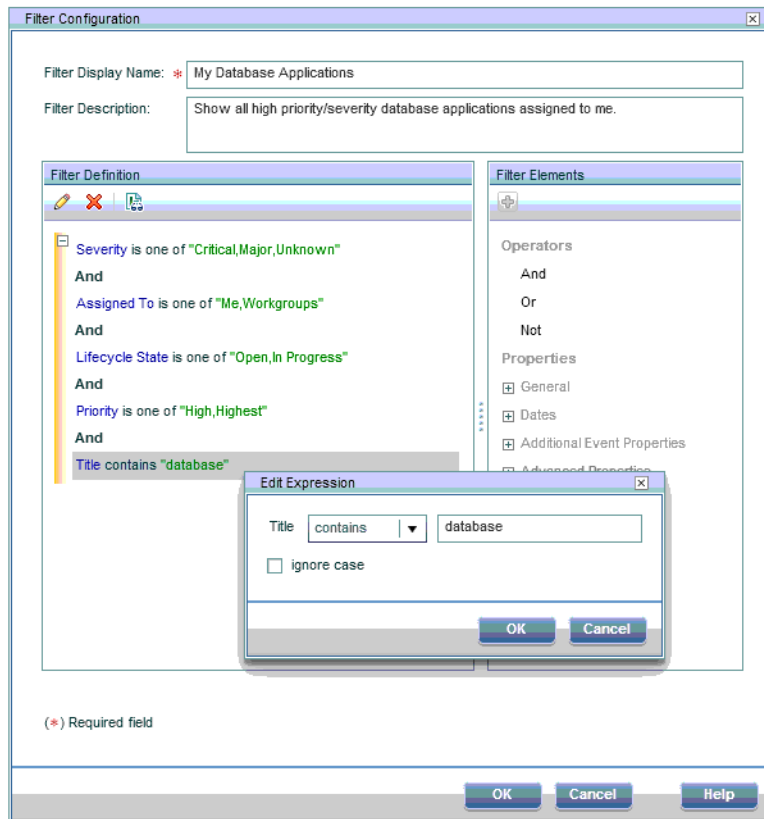 Filter Configuration
Filter Display Name: * My Database Applications
Filter Description: Show all high priority/severity database applications assigned to me.
Filter Definition
Severity is one of "Critical,Major,Unknown"
And
Assigned To is one of "Me,Workgroups"
And
Lifecycle State is one of "Open,In Progress"
And
Priority is one of "High,Highest"
And
Title contains "database"
Filter Elements
Operators
And
Or
Not
Properties
General
Dates
Additional Event Properties
Advanced Properties
Edit Expression
Title contains database
ignore case
OK Cancel
(*) Required field
OK Cancel Help